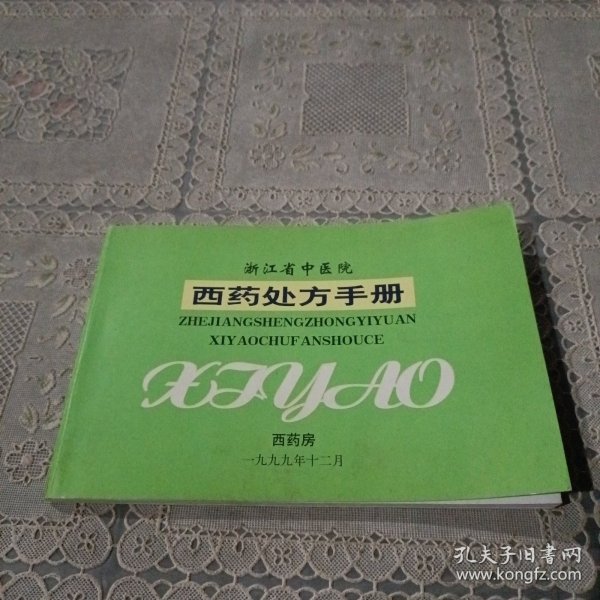 浙江省中医院
西药处方手册
ZHEJIANGSHENGZHONGYIYUAN
XIYAOCHUFANSHOUCE
XIYAO
西药房
一九九九年十二月
孔夫子旧书网
www.kongfz.com